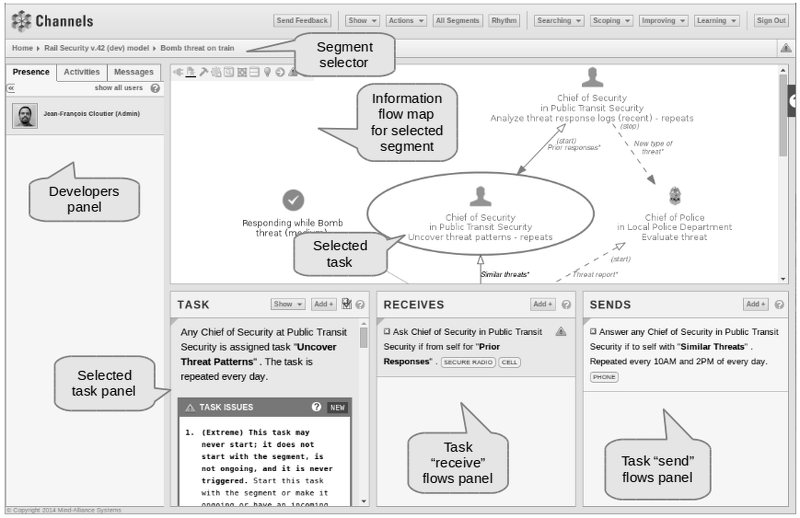 Channels
Send Feedback
Show
Actions
All Segments
Rhythm
Searching
Scoping
Improving
Learning
Sign Out
Home
Rail Security v.42 (dev) model
Bomb threat on train
Segment
selector
Presence
Activities
Messages
show all users
Jean-François Cloutier (Admin)
Developers
panel
Information
flow map
for selected
segment
Chief of Security
in Public Transit Security
Analyze threat response logs (recent) - repeats
(start)
Prior responses*
(stop)
New type of
threat*
Responding while Bomb
Chief of Security
in Public Transit Security
Uncover threat patterns - repeats
Chief of Police
in Local Police Department
Evaluate threat
Selected
task
Similar threats*
(start)
Threat report*
TASK
Show
Add +
Any Chief of Security at Public Transit
Security is assigned task "Uncover
Threat Patterns" . The task is
repeated every day.
TASK ISSUES
NEW
1. (Extreme) This task may
never start; it does not
start with the segment, is
not ongoing, and it is never
triggered. Start this task
with the segment or make it
ongoing or have an incoming
Selected
task panel
RECEIVES
Add +
Ask Chief of Security in Public Transit
Security if from self for "Prior
Responses" . SECURE RADIO CELL
Task
“receive”
flows panel
SENDS
Add +
Answer any Chief of Security in Public Transit
Security if to self with "Similar Threats" .
Repeated every 10AM and 2PM of every day.
PHONE
Task “send”
flows panel
© Copyright 2014 Mind-Alliance Systems